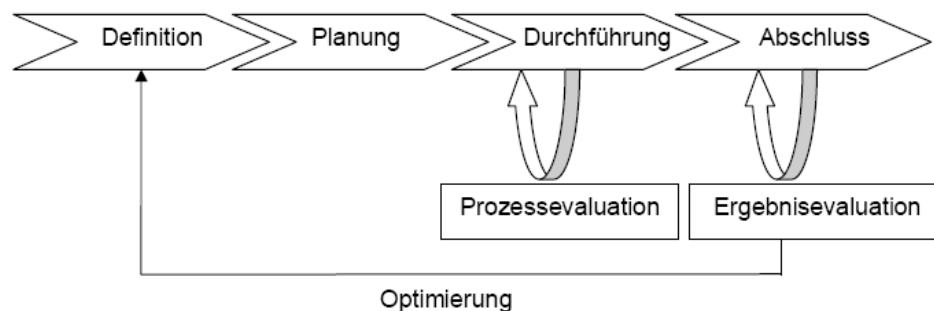 Definition
Planung
Durchführung
Abschluss
Prozessevaluation
Ergebnisevaluation
Optimierung